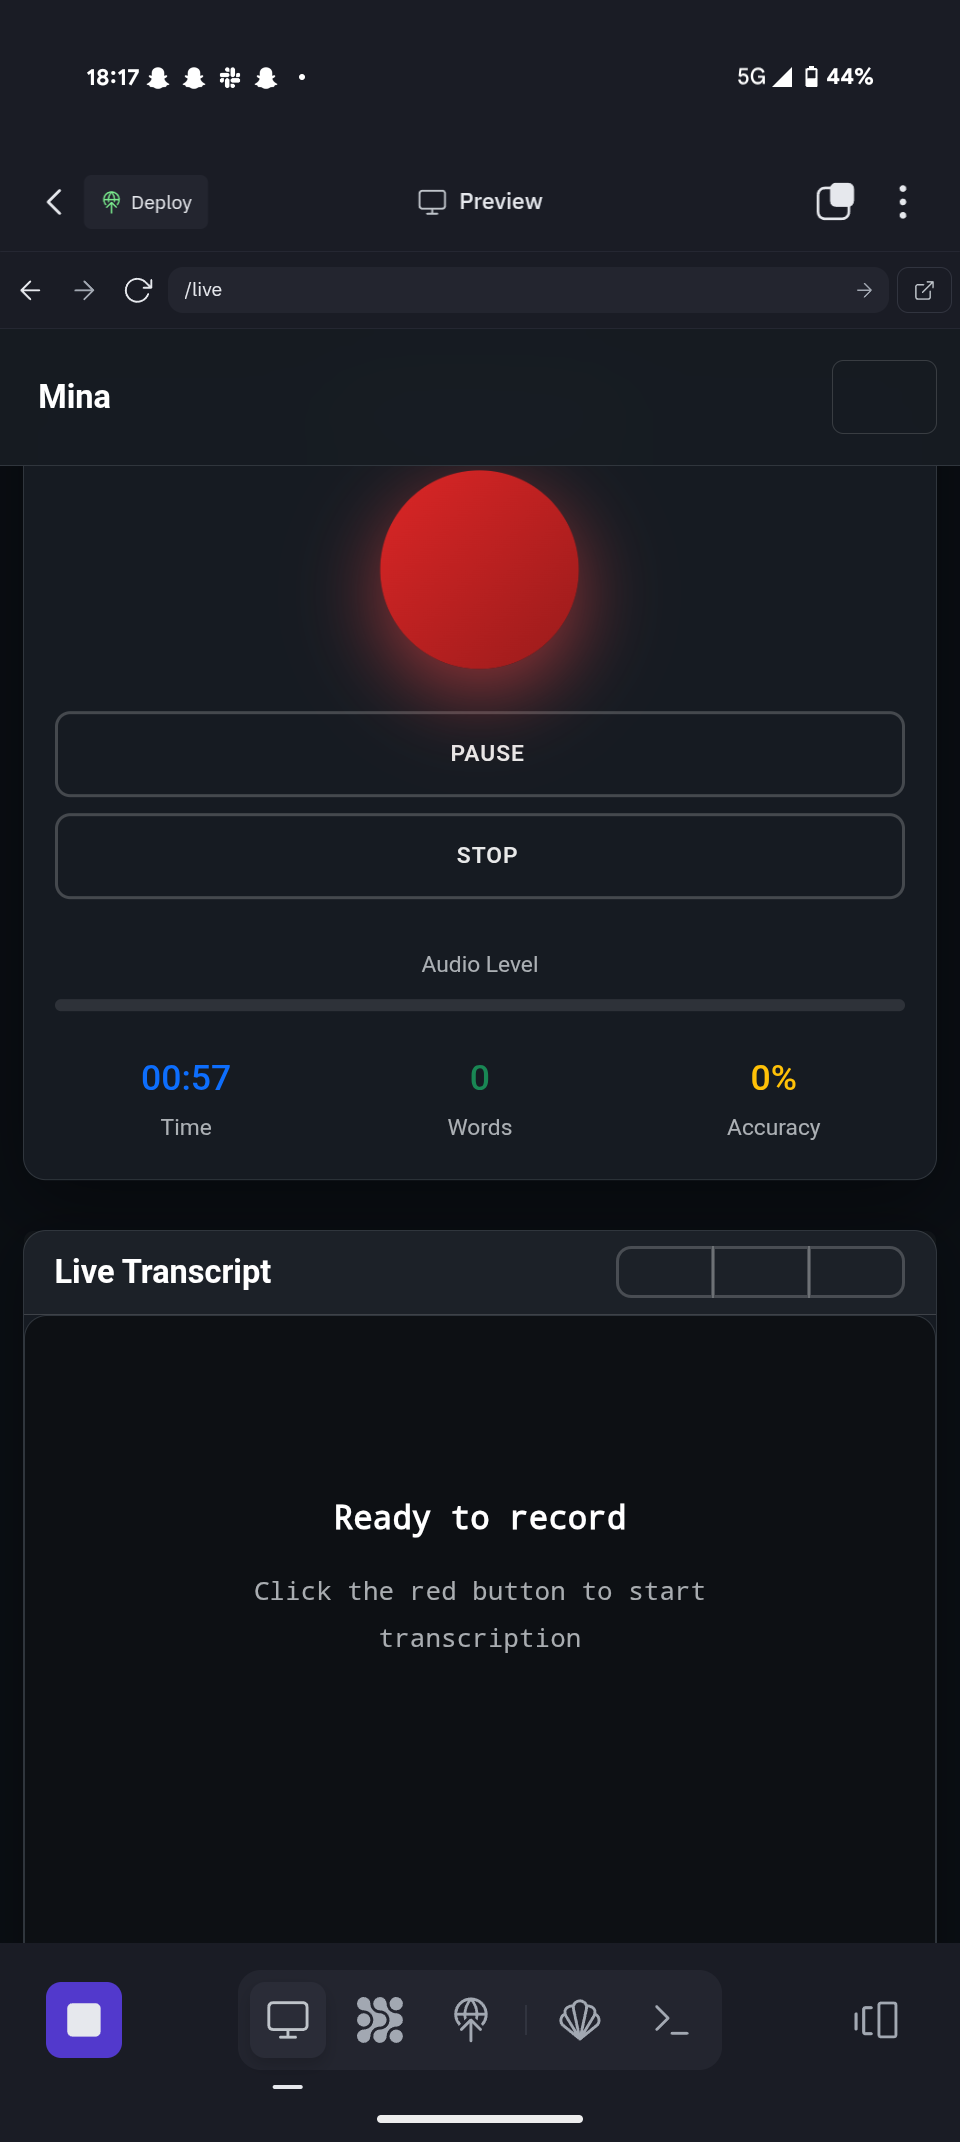 18:17
5G 44%
Deploy
Preview
/live
Mina
PAUSE
STOP
Audio Level
00:57 0 0%
Time Words Accuracy
Live Transcript
Ready to record
Click the red button to start
transcription